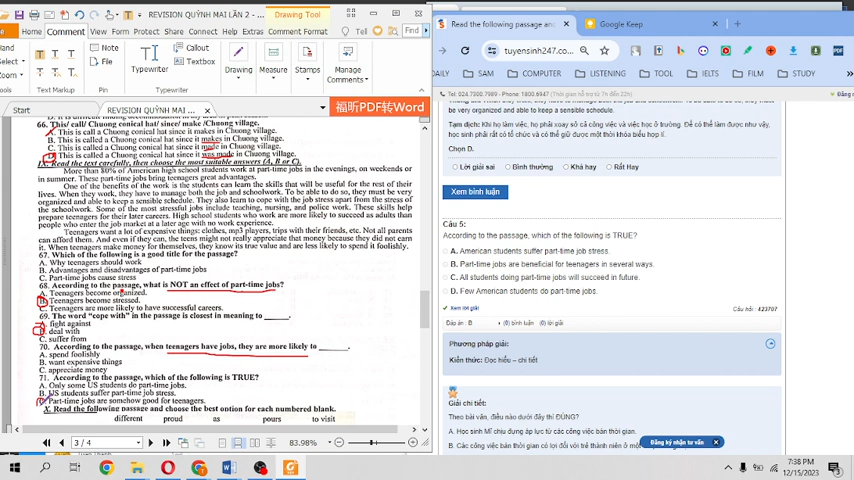 REVISION QUỲNH MAI LẦN 2 -
Drawing Tool
Hand
Comment
View
Form
Protect
Share
Connect
Help
Drawing
Find
Select
Zoom
Text Markup
Note
File
Pin
Typewriter
Callout
Textbox
Typewriter
Drawing
Measure
Stamps
Manage
Comments
Start
REVISION QUỲNH MAI LẦN 2
福昕PDF转Word
66. This/ call/ Chuong conical hat/ since/ make /Chuong village.
A. This is called a Chuong conical hat since it makes in Chuong village.
B. This is called a Chuong conical hat since it makes in Chuong village.
C. This is called a Chuong conical hat since it made in Chuong village.
D. This is called a Chuong conical hat since it was made in Chuong village.
IX. Read the text carefully, then choose the most suitable answers (A, B or C).
More than 80% of American high school students work at part-time jobs in the evenings, on weekends or
in summer. These part-time jobs bring teenagers great advantages.
One of the benefits of the work is the students can learn the skills that will be useful for the rest of their
lives. When they work, they have to manage both the job and schoolwork. To be able to do so, they must be very
organized and able to keep a sensible schedule. They also learn to cope with the job stress apart from the stress of
the schoolwork. Some of the most stressful jobs include teaching, nursing, and police work. These skills help
prepare teenagers for their later careers. High school students who work are more likely to succeed as adults than
people who enter the job market at a later age with no work experience.
Teenagers want a lot of expensive things: clothes, mp3 players, trips with their friends, etc. Not all parents
can afford them. And even if they can, the teens might not really appreciate that money because they did not earn
it. When teenagers make money for themselves, they know its true value and are less likely to spend it foolishly.
67. Which of the following is a good title for the passage?
A. Why teenagers should work
B. Advantages and disadvantages of part-time jobs
C. Part-time jobs cause stress
68. According to the passage, what is NOT an effect of part-time jobs?
A. Teenagers become organized.
B. Teenagers become stressed.
C. Teenagers are more likely to have successful careers.
69. The word "cope with" in the passage is closest in meaning to
A. fight against
B. deal with
C. suffer from
70. According to the passage, when teenagers have jobs, they are more likely to
A. spend foolishly
B. want expensive things
C. appreciate money
71. According to the passage, which of the following is TRUE?
A. Only some US students do part-time jobs.
B. US students suffer part-time job stress.
C. Part-time jobs are somehow good for teenagers.
X. Read the following passage and choose the best option for each numbered blank.
different proud as pours to visit
3 / 4
83.98%
Read the following passage and
Google Keep
tuyensinh247.co...
DAILY
SAM
COMPUTER
LISTENING
TOOL
IELTS
FILM
STUDY
TEL: 024.7300.7989 - HOTLINE: 1800.6947
be very organized and able to keep a sensible schedule.
Tạm dịch: Khi họ làm việc, họ phải xoay sở cả công việc và việc học ở trường. Để có thể làm được như vậy,
học sinh phải rất có tổ chức và có thể giữ được một thời khóa biểu hợp lí.
Chọn D.
Lời giải sai
Bình thường
Khá hay
Rất Hay
Xem bình luận
Câu 5:
According to the passage, which of the following is TRUE?
A. American students suffer part-time job stress.
B. Part-time jobs are beneficial for teenagers in several ways.
C. All students doing part-time jobs will succeed in future.
D. Few American students do part-time jobs.
Xem lời giải
Câu hỏi : 423707
Đáp án : B
(0) bình luận
(0) lời giải
Phương pháp giải:
Kiến thức: Đọc hiểu – chi tiết
Giải chi tiết:
Theo bài văn, điều nào dưới đây thì ĐÚNG?
A. Học sinh Mĩ chịu đựng áp lực từ các công việc bán thời gian.
B. Các công việc bán thời gian có lợi đối với trẻ thành niên ở một
Đăng ký nhận tư vấn
7:38 PM
12/15/2023